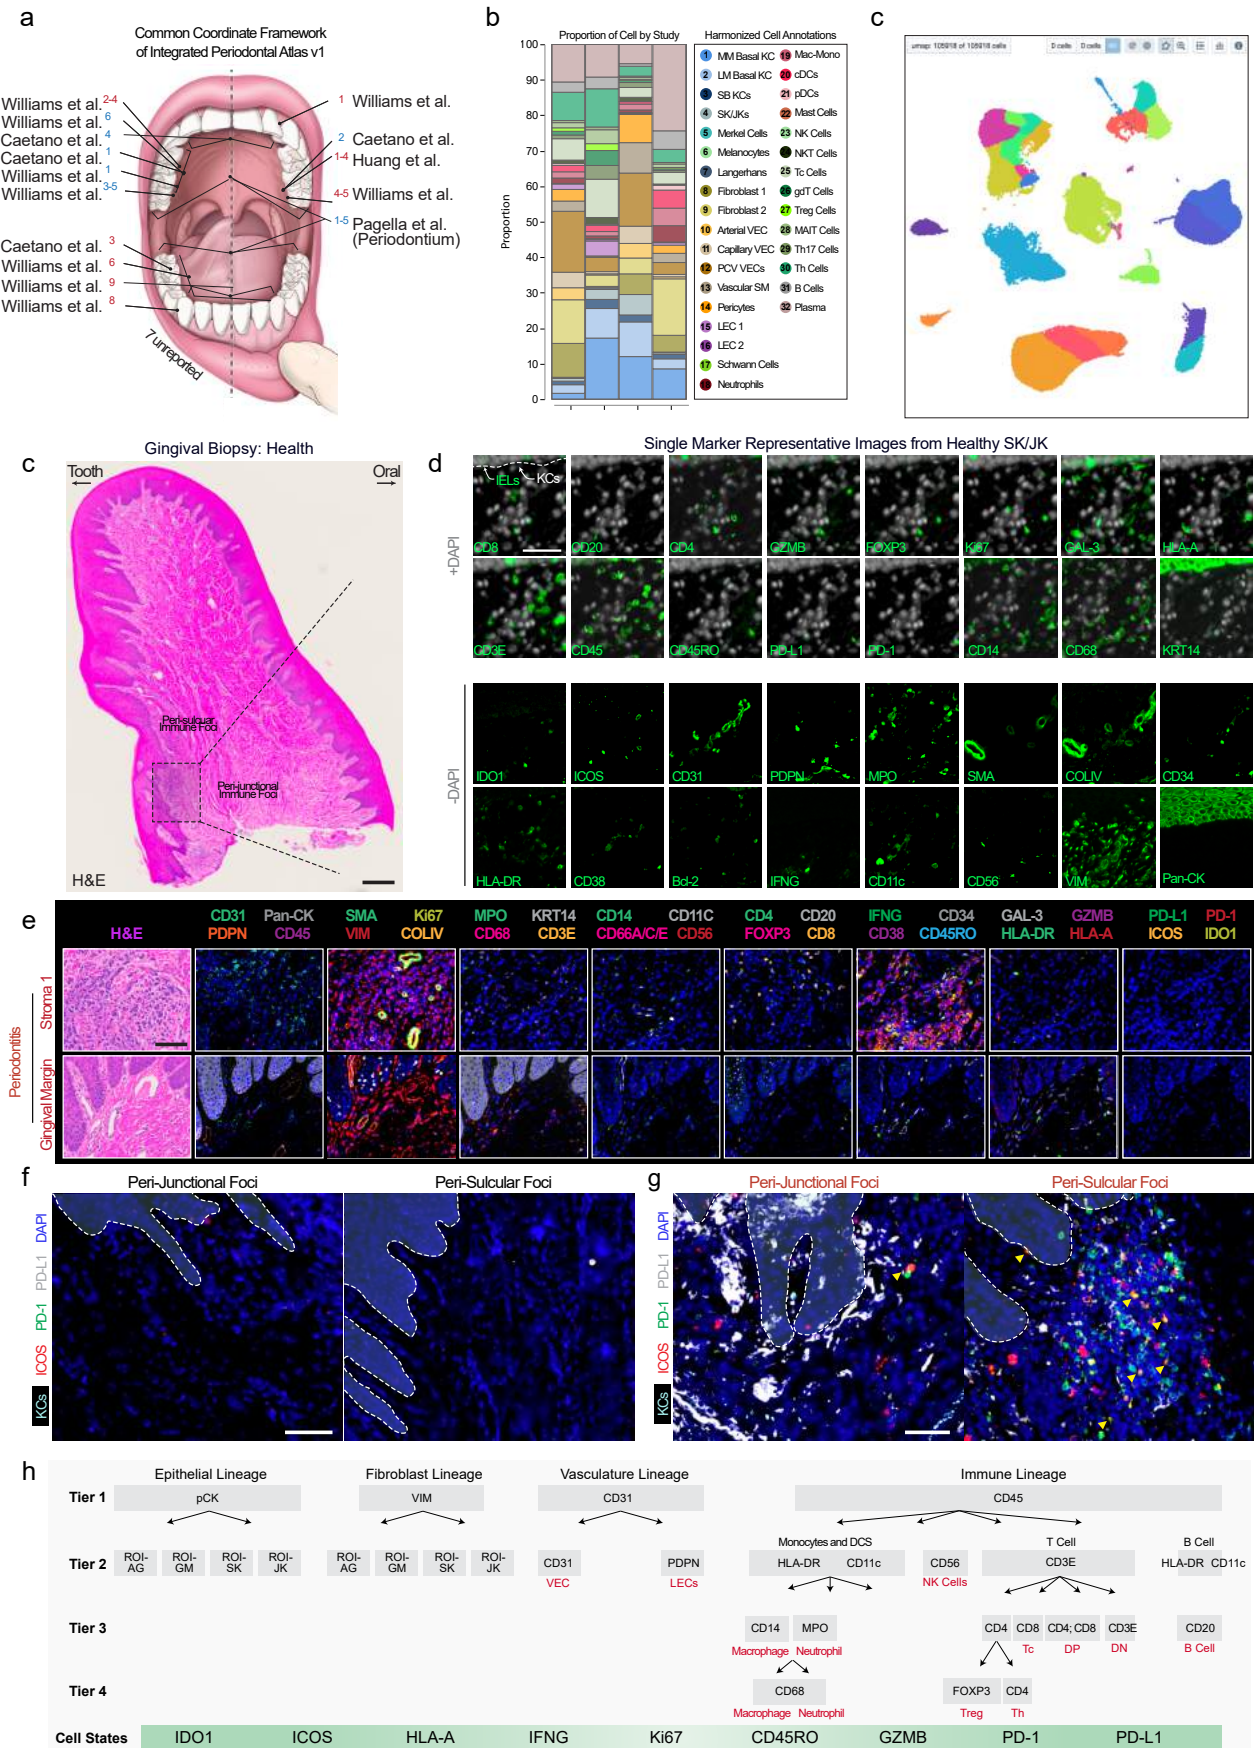 a
Common Coordinate Framework
of Integrated Periodontal Atlas v1
Williams et al. 2-4
Williams et al. 6
Caetano et al. 4
Caetano et al. 1
Williams et al. 1
Williams et al. 3-5
Caetano et al. 3
Williams et al. 6
Williams et al. 9
Williams et al. 8
1 Williams et al.
2 Caetano et al.
1-4 Huang et al.
4-5 Williams et al.
1-5 Pagella et al.
(Periodontium)
7 unreported
b
Proportion of Cell by Study
Proportion
100
90
80
70
60
50
40
30
20
10
0
Harmonized Cell Annotations
1 MM Basal KC
2 LM Basal KC
3 SB KCs
4 SK/JKs
5 Merkel Cells
6 Melanocytes
7 Langerhans
8 Fibroblast 1
9 Fibroblast 2
10 Arterial VEC
11 Capillary VEC
12 PCV VECs
13 Vascular SM
14 Pericytes
15 LEC 1
16 LEC 2
17 Schwann Cells
18 Neutrophils
19 Mac-Mono
20 cDCs
21 pDCs
22 Mast Cells
23 NK Cells
NKT Cells
25 Tc Cells
26 gdT Cells
27 Treg Cells
28 MAIT Cells
29 Th17 Cells
30 Th Cells
31 B Cells
32 Plasma
c
umap: 105918 of 105918 cells
0 cells
0 cells
c
Gingival Biopsy: Health
Tooth
Oral
Peri-sulcular
Immune Foci
Peri-junctional
Immune Foci
H&E
d
Single Marker Representative Images from Healthy SK/JK
+DAPI
IELs
KCs
CD8
CD20
CD4
GZMB
FOXP3
Ki67
GAL-3
HLA-A
CD3E
CD45
CD45RO
PD-L1
PD-1
CD14
CD68
KRT14
-DAPI
IDO1
ICOS
CD31
PDPN
MPO
SMA
COLIV
CD34
HLA-DR
CD38
Bcl-2
IFNG
CD11c
CD56
VIM
Pan-CK
e
H&E
CD31 Pan-CK
PDPN CD45
SMA Ki67
VIM COLIV
MPO KRT14
CD68 CD3E
CD14 CD11C
CD66A/C/E CD56
CD4 CD20
FOXP3 CD8
IFNG CD34
CD38 CD45RO
GAL-3 GZMB
HLA-DR HLA-A
PD-L1 PD-1
ICOS IDO1
Periodontitis
Stroma 1
Gingival Margin
f
Peri-Junctional Foci
Peri-Sulcular Foci
KCs ICOS PD-1 PD-L1 DAPI
g
Peri-Junctional Foci
Peri-Sulcular Foci
KCs ICOS PD-1 PD-L1 DAPI
h
Epithelial Lineage
Fibroblast Lineage
Vasculature Lineage
Immune Lineage
Tier 1
pCK
VIM
CD31
CD45
Monocytes and DCS
T Cell
B Cell
Tier 2
ROI-
AG
ROI-
GM
ROI-
SK
ROI-
JK
ROI-
AG
ROI-
GM
ROI-
SK
ROI-
JK
CD31
VEC
PDPN
LECs
HLA-DR
CD11c
CD56
NK Cells
CD3E
HLA-DR CD11c
Tier 3
CD14
Macrophage
MPO
Neutrophil
CD4
CD8
Tc
CD4; CD8
DP
CD3E
DN
CD20
B Cell
Tier 4
CD68
Macrophage Neutrophil
FOXP3
Treg
CD4
Th
Cell States
IDO1
ICOS
HLA-A
IFNG
Ki67
CD45RO
GZMB
PD-1
PD-L1